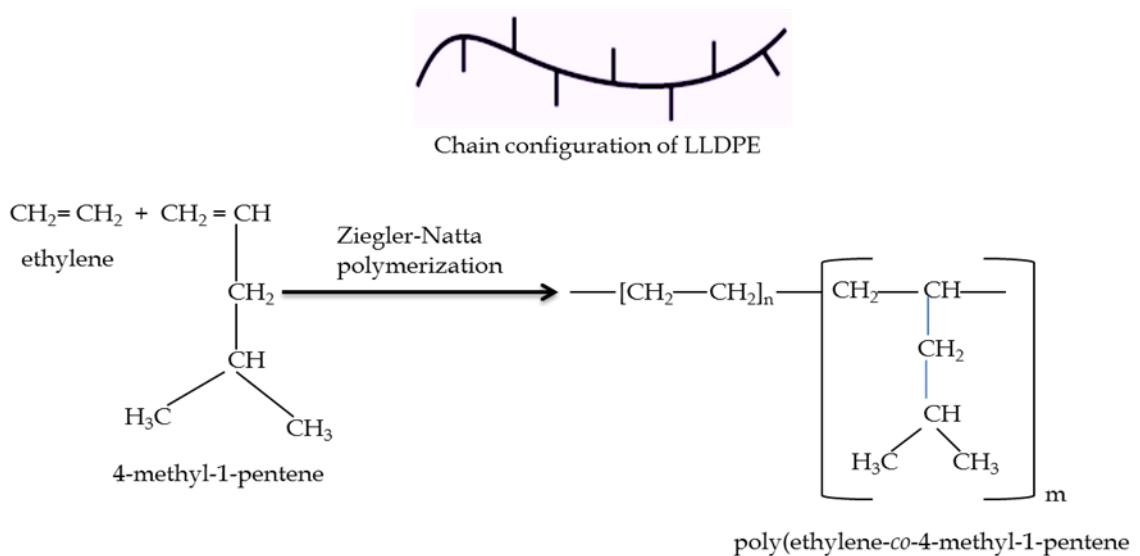 Chain configuration of LLDPE
CH₂= CH₂ + CH₂ = CH
ethylene
Ziegler-Natta
polymerization
CH₂
—[CH₂—CH₂]ₙ—CH₂—CH—
CH
CH₂
H₃C
CH₃
CH
H₃C CH₃
4-methyl-1-pentene
m
poly(ethylene-co-4-methyl-1-pentene